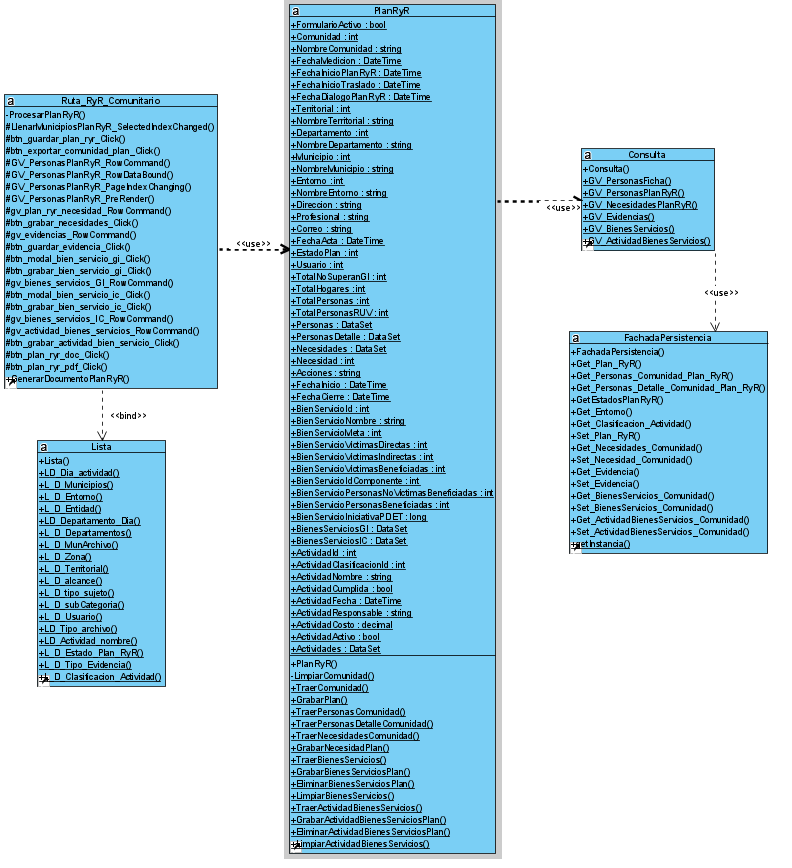 a
Ruta_RyR_Comunitario
-ProcesarPlanRyR()
#LlenarMunicipiosPlanRyR_SelectedIndexChanged()
#btn_guardar_plan_ryr_Click()
#btn_exportar_comunidad_plan_Click()
#GV_PersonasPlanRyR_RowCommand()
#GV_PersonasPlanRyR_RowDataBound()
#GV_PersonasPlanRyR_PageIndexChanging()
#GV_PersonasPlanRyR_PreRender()
#gv_plan_ryr_necesidad_RowCommand()
#btn_grabar_necesidades_Click()
#gv_evidencias_RowCommand()
#btn_guardar_evidencia_Click()
#btn_modal_bien_servicio_gi_Click()
#btn_grabar_bien_servicio_gi_Click()
#gv_bienes_servicios_GI_RowCommand()
#btn_modal_bien_servicio_ic_Click()
#btn_grabar_bien_servicio_ic_Click()
#gv_bienes_servicios_IC_RowCommand()
#gv_actividad_bienes_servicios_RowCommand()
#btn_grabar_actividad_bien_servicio_Click()
#btn_plan_ryr_doc_Click()
#btn_plan_ryr_pdf_Click()
+GenerarDocumentoPlanRyR()
<<bind>>
a
Lista
+Lista()
+LD_Dia_actividad()
+L_D_Municipios()
+L_D_Entorno()
+L_D_Entidad()
+LD_Departamento_Dia()
+L_D_Departamentos()
+L_D_MunArchivo()
+L_D_Zona()
+L_D_Territorial()
+L_D_alcance()
+L_D_tipo_sujeto()
+L_D_subCategoria()
+L_D_Usuario()
+LD_Tipo_archivo()
+LD_Actividad_nombre()
+L_D_Estado_Plan_RyR()
+L_D_Tipo_Evidencia()
+L_D_Clasificacion_Actividad()
<<use>>
a
PlanRyR
+FormularioActivo : bool
+Comunidad : int
+NombreComunidad : string
+FechaMedicion : DateTime
+FechaInicioPlanRyR : DateTime
+FechaInicioTraslado : DateTime
+FechaDialogoPlanRyR : DateTime
+Territorial : int
+NombreTerritorial : string
+Departamento : int
+NombreDepartamento : string
+Municipio : int
+NombreMunicipio : string
+Entorno : int
+NombreEntorno : string
+Direccion : string
+Profesional : string
+Correo : string
+FechaActa : DateTime
+EstadoPlan : int
+Usuario : int
+TotalNoSuperanGI : int
+TotalHogares : int
+TotalPersonas : int
+TotalPersonasRUV : int
+Personas : DataSet
+PersonasDetalle : DataSet
+Necesidades : DataSet
+Necesidad : int
+Acciones : string
+FechaInicio : DateTime
+FechaCierre : DateTime
+BienServicioId : int
+BienServicioNombre : string
+BienServicioMeta : int
+BienServicioVictimasDirectas : int
+BienServicioVictimasIndirectas : int
+BienServicioVictimasBeneficiadas : int
+BienServicioIdComponente : int
+BienServicioPersonasNoVictimasBeneficiadas : int
+BienServicioPersonasBeneficiadas : int
+BienServicioIniciativaPDET : long
+BienesServiciosGI : DataSet
+BienesServiciosIC : DataSet
+ActividadId : int
+ActividadClasificacionId : int
+ActividadNombre : string
+ActividadCumplida : bool
+ActividadFecha : DateTime
+ActividadResponsable : string
+ActividadCosto : decimal
+ActividadActivo : bool
+Actividades : DataSet
+PlanRyR()
-LimpiarComunidad()
+TraerComunidad()
+GrabarPlan()
+TraerPersonasComunidad()
+TraerPersonasDetalleComunidad()
+TraerNecesidadesComunidad()
+GrabarNecesidadPlan()
+TraerBienesServicios()
+GrabarBienesServiciosPlan()
+EliminarBienesServiciosPlan()
+LimpiarBienesServicios()
+TraerActividadBienesServicios()
+GrabarActividadBienesServiciosPlan()
+EliminarActividadBienesServiciosPlan()
+LimpiarActividadBienesServicios()
<<use>>
a
Consulta
+Consulta()
+GV_PersonasFicha()
+GV_PersonasPlanRyR()
+GV_NecesidadesPlanRyR()
+GV_Evidencias()
+GV_BienesServicios()
+GV_ActividadBienesServicios()
<<use>>
a
FachadaPersistencia
+FachadaPersistencia()
+Get_Plan_RyR()
+Get_Personas_Comunidad_Plan_RyR()
+Get_Personas_Detalle_Comunidad_Plan_RyR()
+GetEstadosPlanRyR()
+Get_Entorno()
+Get_Clasificacion_Actividad()
+Set_Plan_RyR()
+Get_Necesidades_Comunidad()
+Set_Necesidad_Comunidad()
+Get_Evidencia()
+Set_Evidencia()
+Get_BienesServicios_Comunidad()
+Set_BienesServicios_Comunidad()
+Get_ActividadBienesServicios_Comunidad()
+Set_ActividadBienesServicios_Comunidad()
+getInstancia()